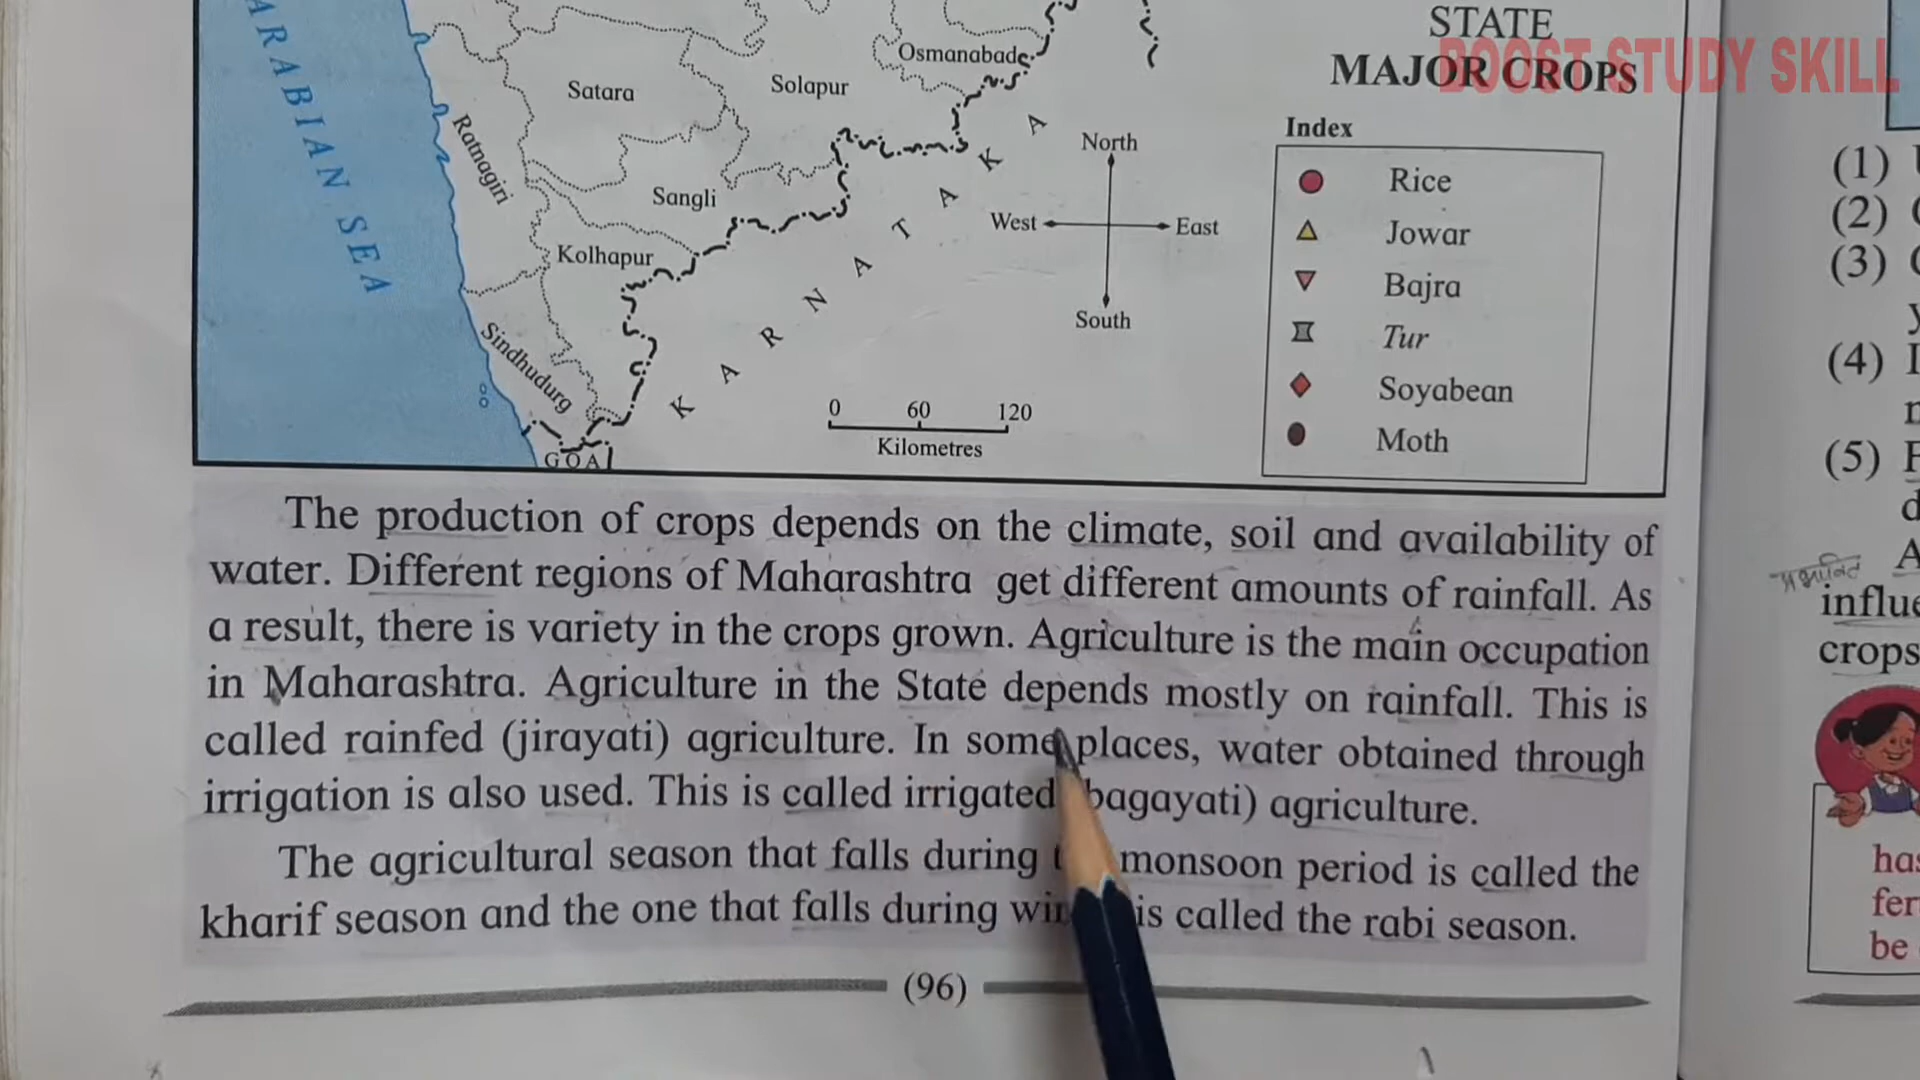 STATE
MAJOR CROPS
BOOST STUDY SKILL
ARABIAN SEA
Osmanabad
Satara
Solapur
Ratnagiri
Sangli
Kolhapur
Sindhudurg
GOA
KARNATAKA
North
West
East
South
0 60 120
Kilometres
Index
Rice
Jowar
Bajra
Tur
Soyabean
Moth
The production of crops depends on the climate, soil and availability of
water. Different regions of Maharashtra get different amounts of rainfall. As
a result, there is variety in the crops grown. Agriculture is the main occupation
in Maharashtra. Agriculture in the State depends mostly on rainfall. This is
called rainfed (jirayati) agriculture. In some places, water obtained through
irrigation is also used. This is called irrigated bagayati) agriculture.
The agricultural season that falls during monsoon period is called the
kharif season and the one that falls during is called the rabi season.
(96)
(1)
(2)
(3)
(4)
(5)
crops
has
be